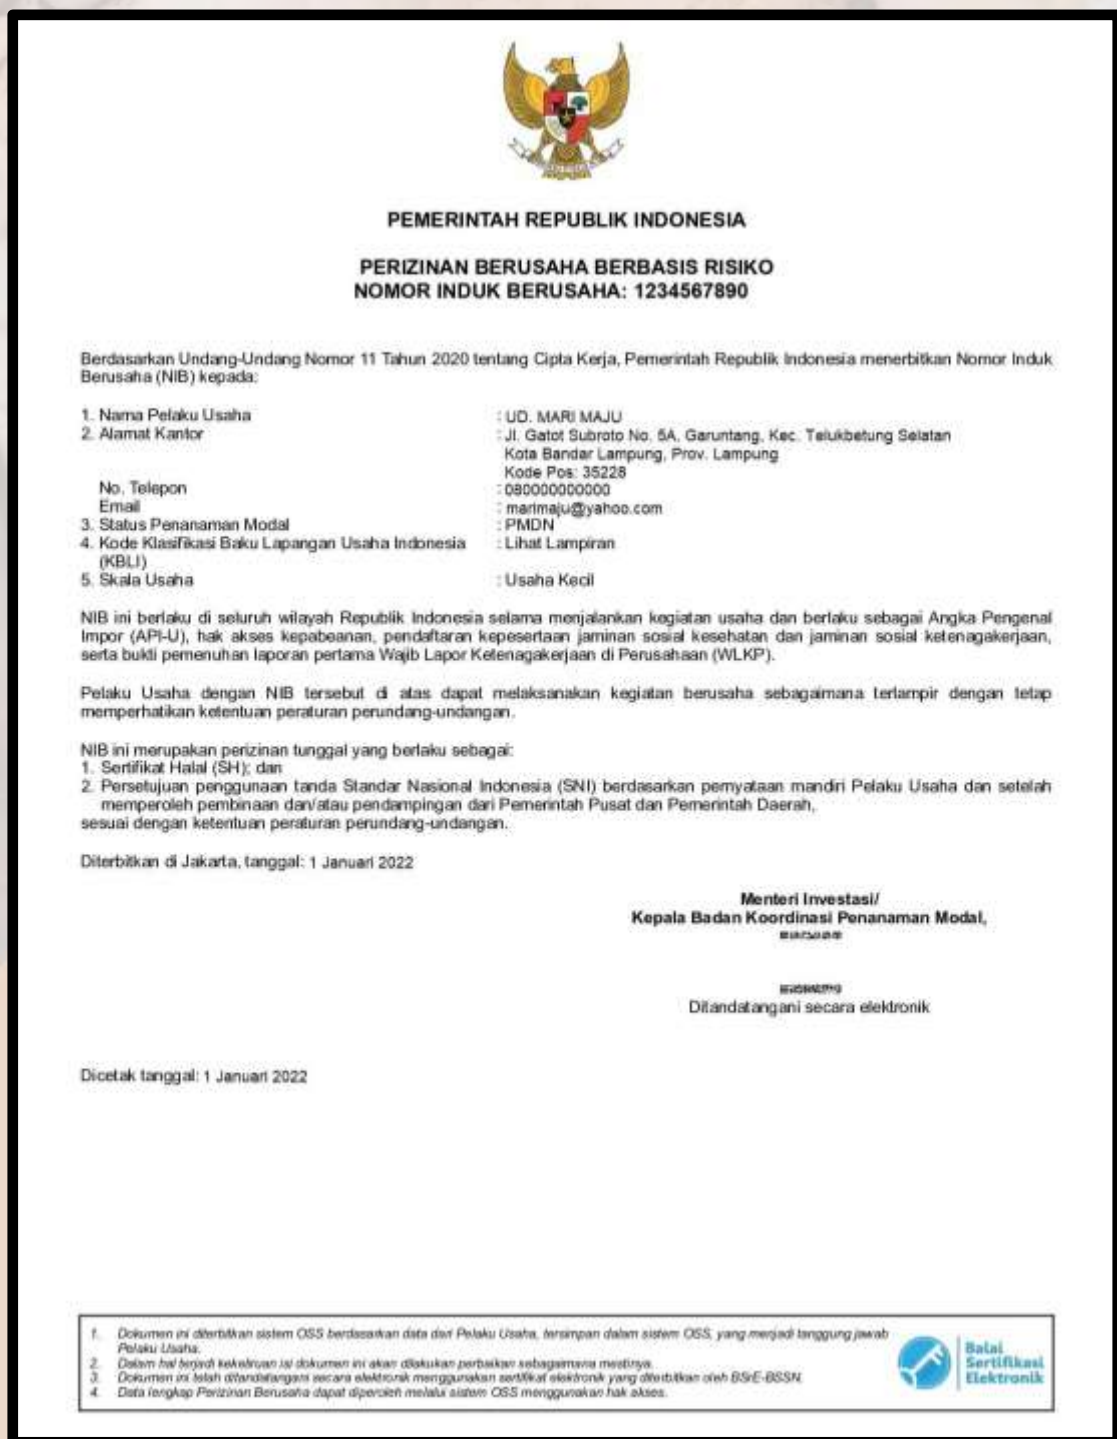 PEMERINTAH REPUBLIK INDONESIA
PERIZINAN BERUSAHA BERBASIS RISIKO
NOMOR INDUK BERUSAHA: 1234567890
Berdasarkan Undang-Undang Nomor 11 Tahun 2020 tentang Cipta Kerja, Pemerintah Republik Indonesia menerbitkan Nomor Induk
Berusaha (NIB) kepada:
1. Nama Pelaku Usaha : UD. MARI MAJU
2. Alamat Kantor : Jl. Gatot Subroto No. 5A, Garuntang, Kec. Telukbetung Selatan
Kota Bandar Lampung, Prov. Lampung
Kode Pos: 35228
No. Telepon : 080000000000
Email : marimaju@yahoo.com
3. Status Penanaman Modal : PMDN
4. Kode Klasifikasi Baku Lapangan Usaha Indonesia : Lihat Lampiran
(KBLI)
5. Skala Usaha : Usaha Kecil
NIB ini berlaku di seluruh wilayah Republik Indonesia selama menjalankan kegiatan usaha dan berlaku sebagai Angka Pengenal
Impor (API-U), hak akses kepabeanan, pendaftaran kepesertaan jaminan sosial kesehatan dan jaminan sosial ketenagakerjaan,
serta bukti pemenuhan laporan pertama Wajib Lapor Ketenagakerjaan di Perusahaan (WLKP).
Pelaku Usaha dengan NIB tersebut di atas dapat melaksanakan kegiatan berusaha sebagaimana terlampir dengan tetap
memperhatikan ketentuan peraturan perundang-undangan.
NIB ini merupakan perizinan tunggal yang berlaku sebagai:
1. Sertifikat Halal (SH); dan
2. Persetujuan penggunaan tanda Standar Nasional Indonesia (SNI) berdasarkan pernyataan mandiri Pelaku Usaha dan setelah
memperoleh pembinaan dan/atau pendampingan dari Pemerintah Pusat dan Pemerintah Daerah,
sesuai dengan ketentuan peraturan perundang-undangan.
Diterbitkan di Jakarta, tanggal: 1 Januari 2022
Menteri Investasi/
Kepala Badan Koordinasi Penanaman Modal,
Ditandatangani secara elektronik
Dicetak tanggal: 1 Januari 2022
1. Dokumen ini diterbitkan sistem OSS berdasarkan data dari Pelaku Usaha, tersimpan dalam sistem OSS, yang menjadi tanggung jawab
Pelaku Usaha.
2. Dalam hal terjadi kekeliruan isi dokumen ini akan dilakukan perbaikan sebagaimana mestinya.
3. Dokumen ini telah ditandatangani secara elektronik menggunakan sertifikat elektronik yang diterbitkan oleh BSrE-BSSN.
4. Data lengkap Perizinan Berusaha dapat diperoleh melalui sistem OSS menggunakan hak akses.
Balai
Sertifikasi
Elektronik